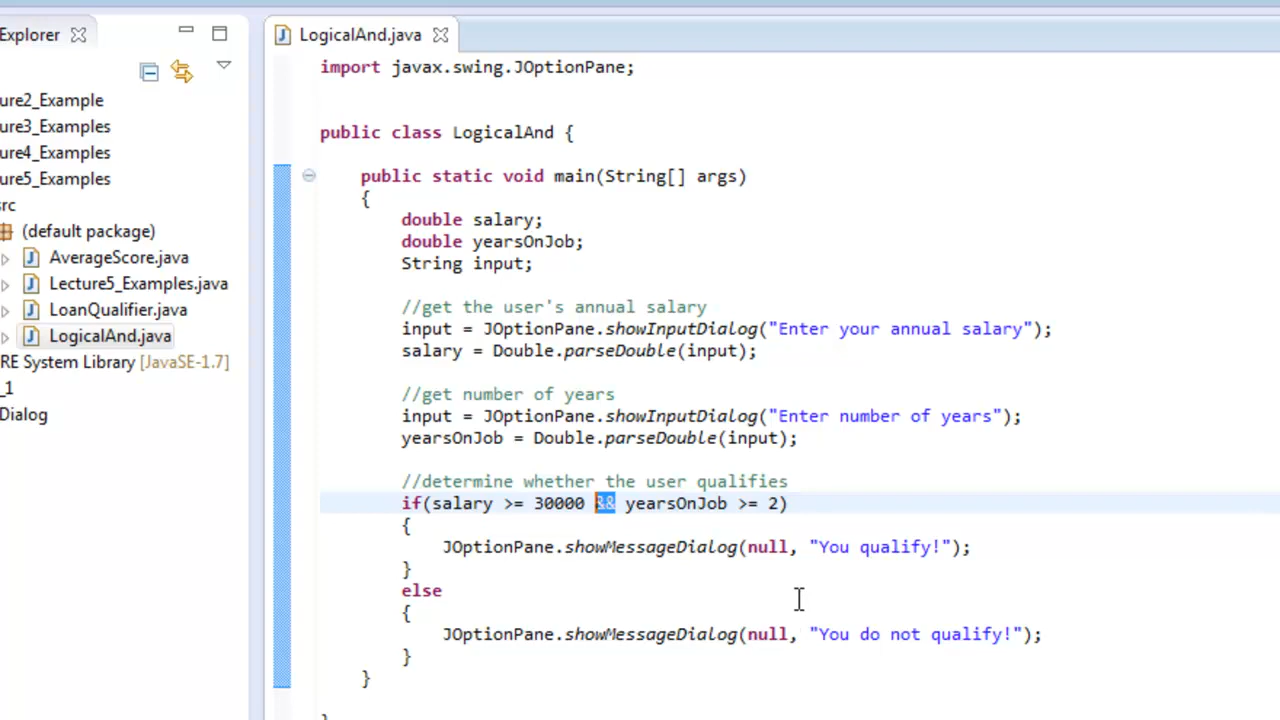 Explorer
ure2_Example
ure3_Examples
ure4_Examples
ure5_Examples
src
(default package)
AverageScore.java
Lecture5_Examples.java
LoanQualifier.java
LogicalAnd.java
RE System Library [JavaSE-1.7]
_1
Dialog
LogicalAnd.java
import javax.swing.JOptionPane;
public class LogicalAnd {
public static void main(String[] args)
{
double salary;
double yearsOnJob;
String input;
//get the user's annual salary
input = JOptionPane.showInputDialog("Enter your annual salary");
salary = Double.parseDouble(input);
//get number of years
input = JOptionPane.showInputDialog("Enter number of years");
yearsOnJob = Double.parseDouble(input);
//determine whether the user qualifies
if(salary >= 30000 && yearsOnJob >= 2)
{
JOptionPane.showMessageDialog(null, "You qualify!");
}
else
{
JOptionPane.showMessageDialog(null, "You do not qualify!");
}
}
}